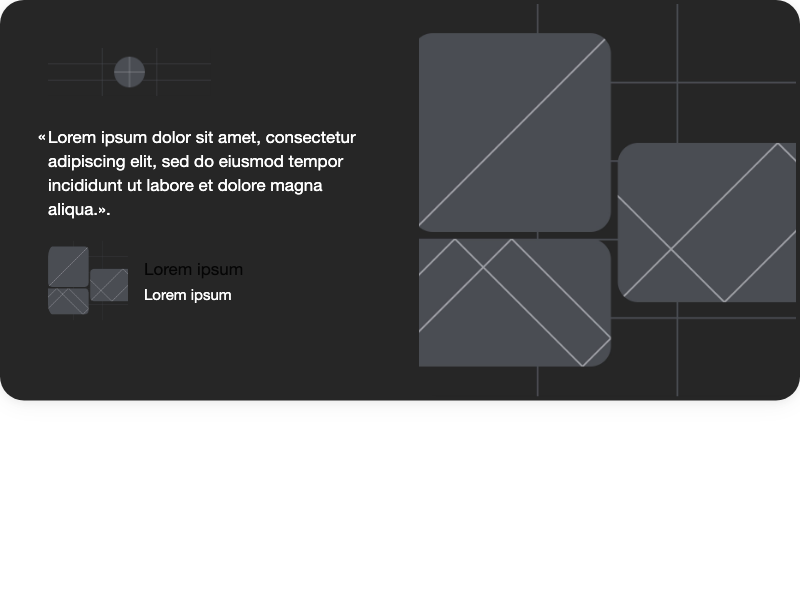 «Lorem ipsum dolor sit amet, consectetur
adipiscing elit, sed do eiusmod tempor
incididunt ut labore et dolore magna
aliqua.».
Lorem ipsum
Lorem ipsum